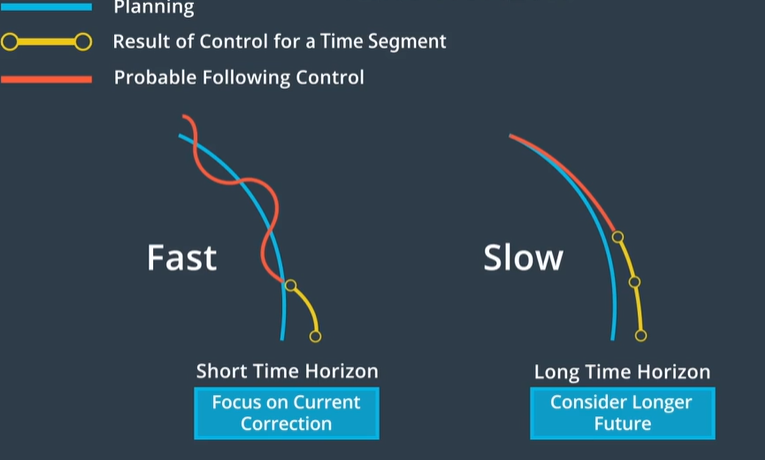 Planning
Result of Control for a Time Segment
Probable Following Control
Fast
Slow
Short Time Horizon
Long Time Horizon
Focus on Current
Correction
Consider Longer
Future